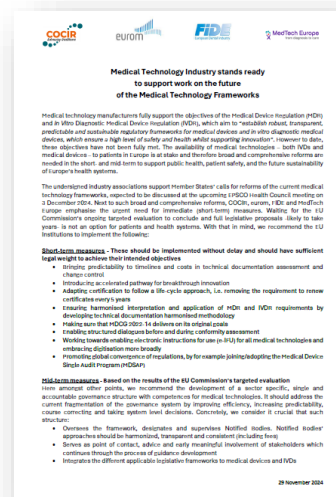 COCIR
eurom
FIDE
MedTech Europe
from diagnosis to cure
Medical Technology Industry stands ready
to support work on the future
of the Medical Technology Frameworks
Medical technology manufacturers fully support the objectives of the Medical Device Regulation (MDR)
and In Vitro Diagnostic Medical Device Regulation (IVDR), which aim to "establish robust, transparent,
predictable and sustainable regulatory frameworks for medical devices and in vitro diagnostic medical
devices, which ensure a high level of safety and health whilst supporting innovation". However to date,
these objectives have not been fully met. The availability of medical technologies – both IVDs and
medical devices - to patients in Europe is at stake and therefore broad and comprehensive reforms are
needed in the short- and mid-term to support public health, patient safety, and the future sustainability
of Europe's health systems.
The undersigned industry associations support Member States' calls for reforms of the current medical
technology frameworks, expected to be discussed at the upcoming EPSCO Health Council meeting on
3 December 2024. Next to such broad and comprehensive reforms, COCIR, eurom, FIDE and MedTech
Europe emphasise the urgent need for immediate (short-term) measures. Waiting for the EU
Commission's ongoing targeted evaluation to conclude and full legislative proposals -likely to take
years- is not an option for patients and health systems. With that in mind, we recommend the EU
Institutions to implement the following:
Short-term measures - These should be implemented without delay and should have sufficient
legal weight to achieve their intended objectives
• Bringing predictability to timelines and costs in technical documentation assessment and
change control
• Introducing accelerated pathway for breakthrough innovation
• Adapting certification to follow a life-cycle approach, i.e. removing the requirement to renew
certificates every 5 years
• Ensuring harmonised interpretation and application of MDR and IVDR requirements by
developing technical documentation harmonised methodology
• Making sure that MDCG 2022-14 delivers on its original goals
• Enabling structured dialogues before and during conformity assessment
• Working towards enabling electronic instructions for use (e-IFU) for all medical technologies and
embracing digitisation more broadly
• Promoting global convergence of regulations, by for example joining/adopting the Medical Device
Single Audit Program (MDSAP)
Mid-term measures - Based on the results of the EU Commission's targeted evaluation
Here amongst other points, we recommend the development of a sector specific, single and
accountable governance structure with competences for medical technologies. It should address the
current fragmentation of the governance system by improving efficiency, increasing predictability,
course correcting and taking system level decisions. Concretely, we consider it crucial that such
structure:
• Oversees the framework, designates and supervises Notified Bodies. Notified Bodies'
approaches should be harmonized, transparent and consistent (including fees)
• Serves as point of contact, advice and early meaningful involvement of stakeholders which
continues through the process of guidance development
• Integrates the different applicable legislative frameworks to medical devices and IVDs
29 November 2024